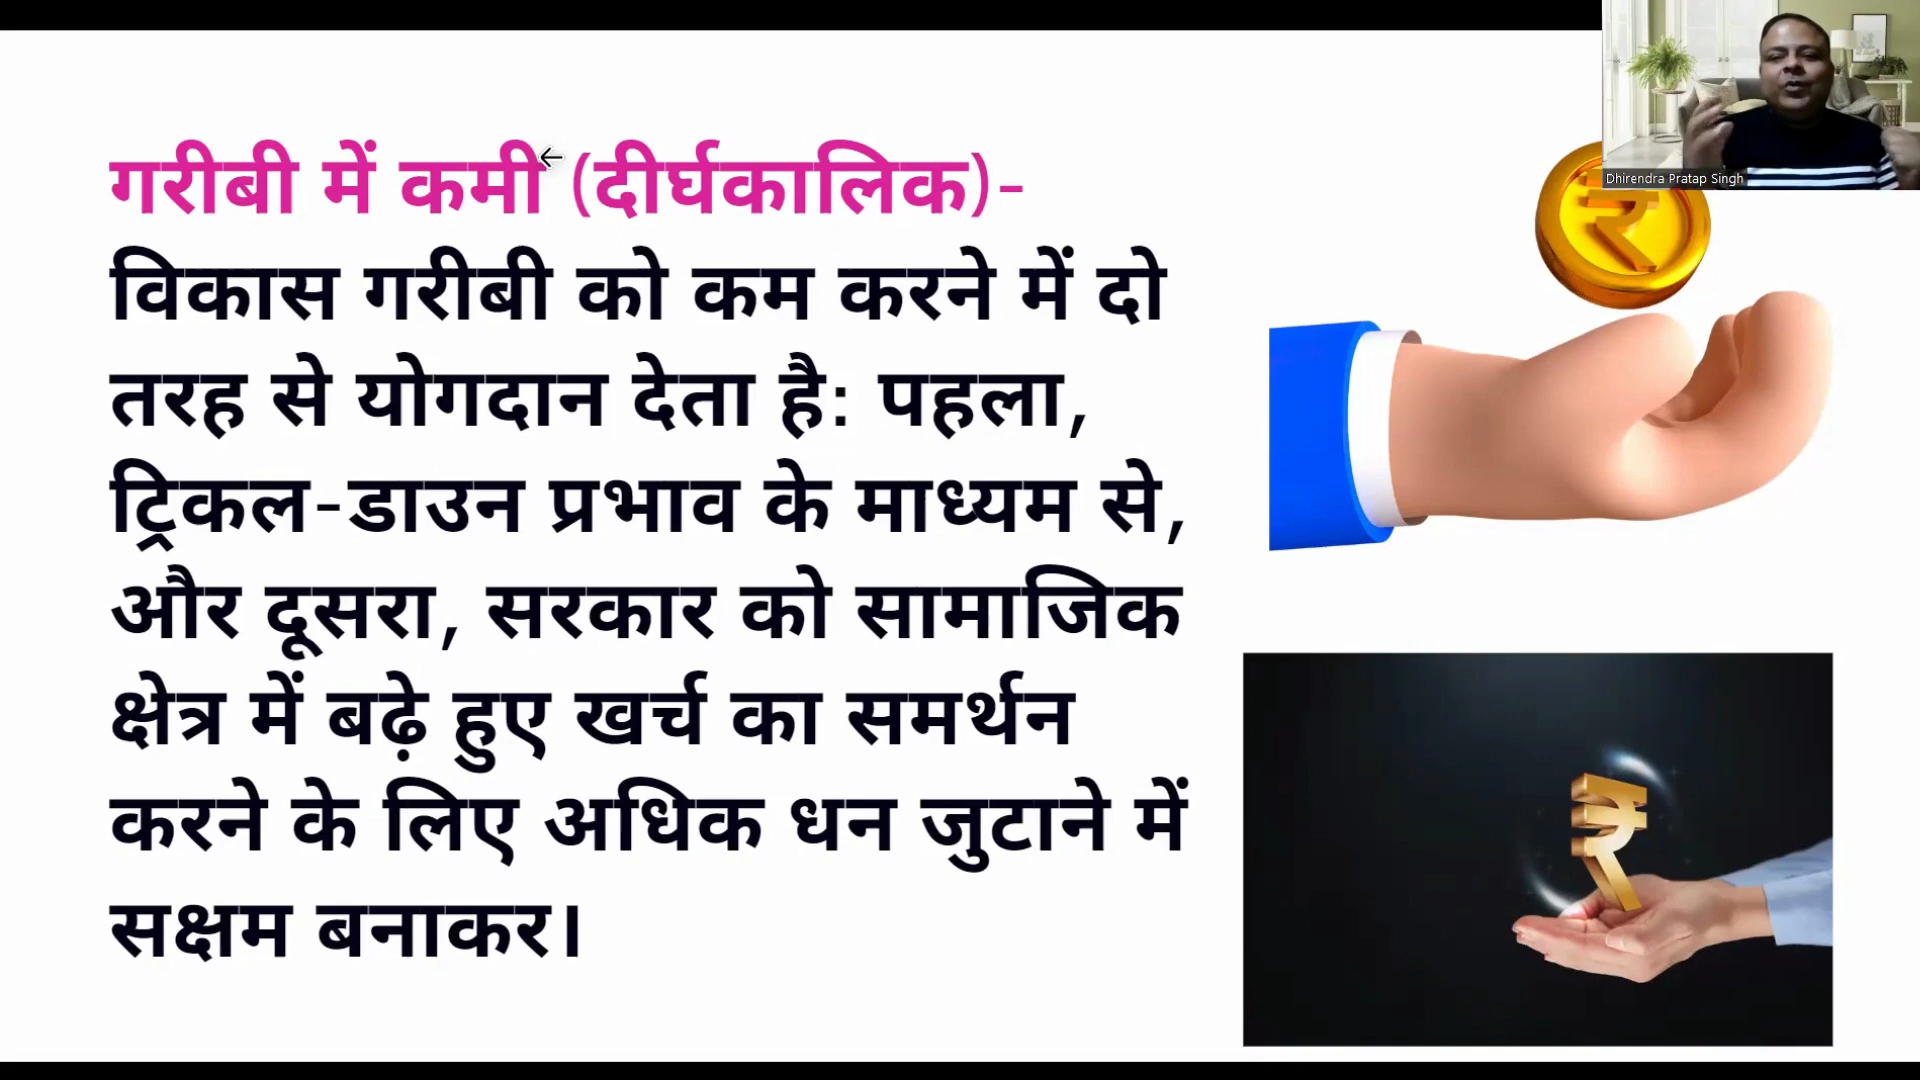 गरीबी में कमी (दीर्घकालिक)-
विकास गरीबी को कम करने में दो
तरह से योगदान देता है: पहला,
ट्रिकल-डाउन प्रभाव के माध्यम से,
और दूसरा, सरकार को सामाजिक
क्षेत्र में बढ़े हुए खर्च का समर्थन
करने के लिए अधिक धन जुटाने में
सक्षम बनाकर।
Dhirendra Pratap Singh